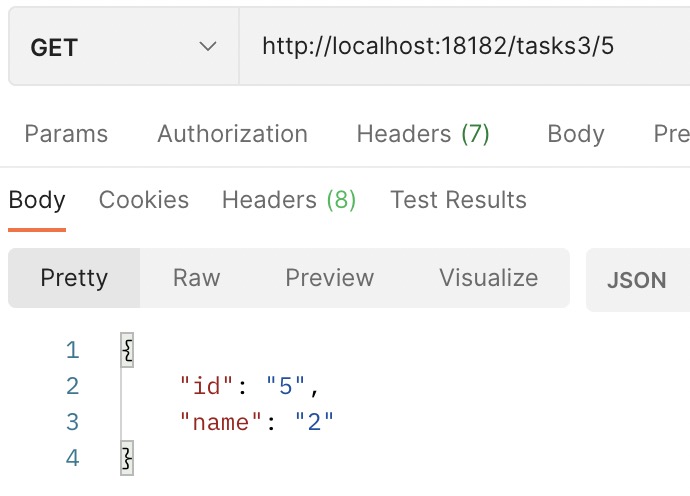 GET http://localhost:18182/tasks3/5
Params Authorization Headers (7) Body Pre
Body Cookies Headers (8) Test Results
Pretty Raw Preview Visualize JSON
1 {
2 "id": "5",
3 "name": "2"
4 }